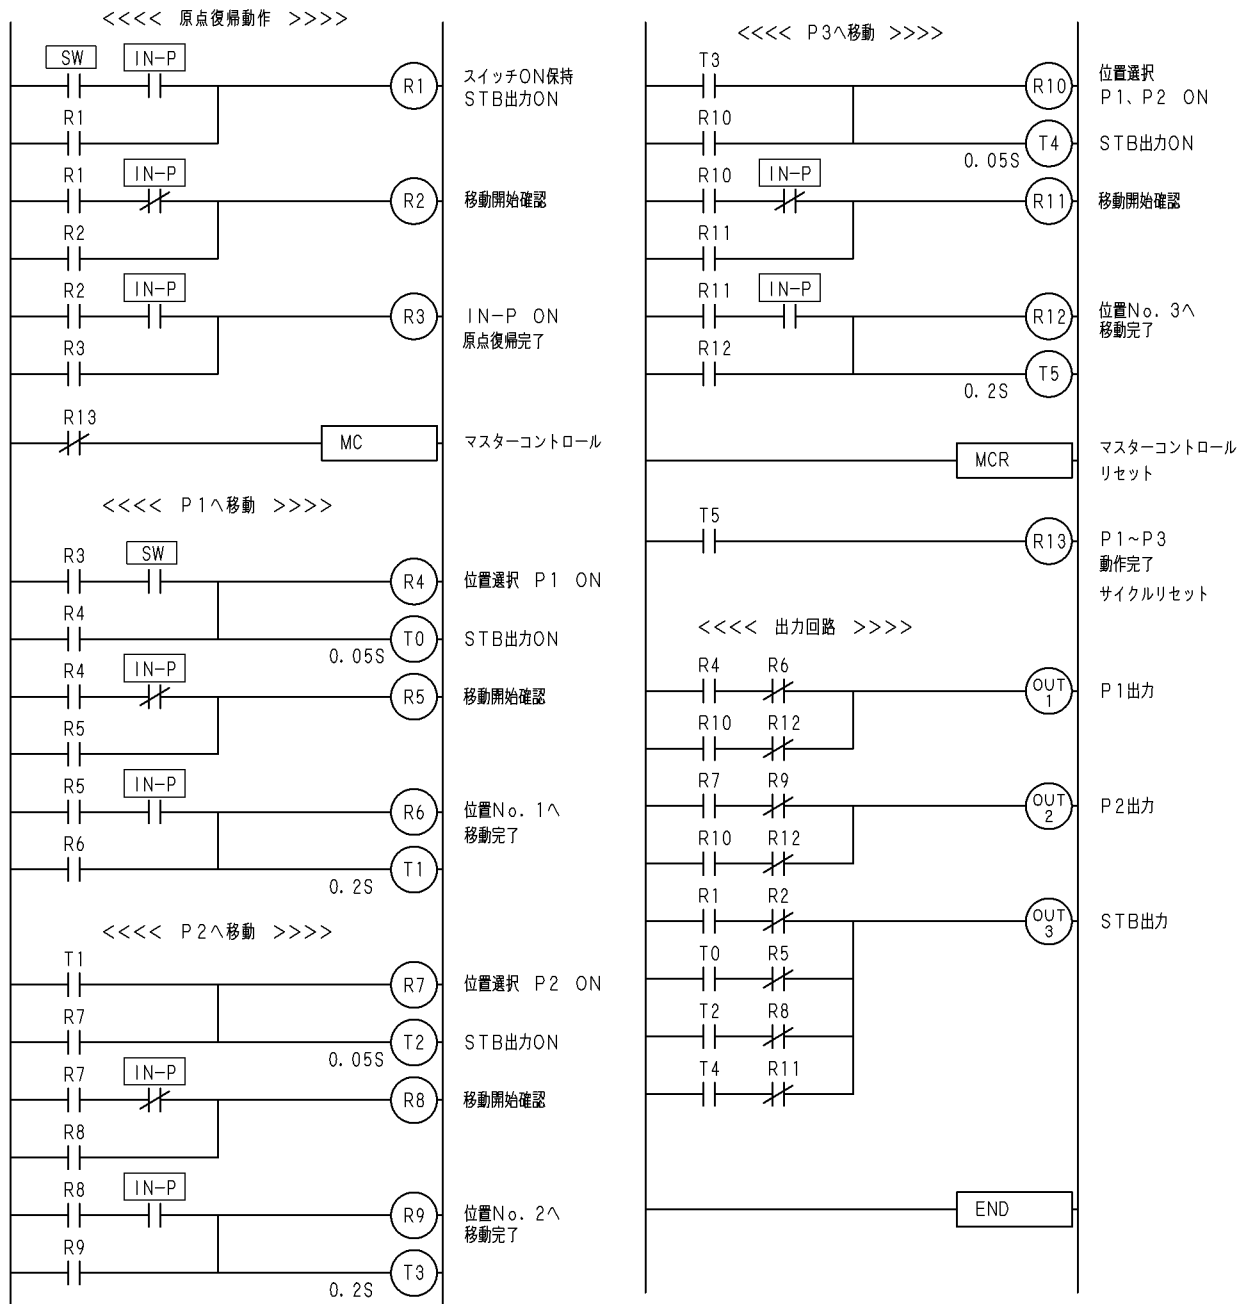 <<<< 原点復帰動作 >>>>
SW IN-P
R1 スイッチON保持
STB出力ON
R1
R1 IN-P
R2 移動開始確認
R2
R2 IN-P
R3 IN-P ON
原点復帰完了
R3
R13
MC マスターコントロール
<<<< P1へ移動 >>>>
R3 SW
R4 位置選択 P1 ON
R4
T0 STB出力ON
0.05S
R4 IN-P
R5 移動開始確認
R5
R5 IN-P
R6 位置No.1へ
移動完了
R6
T1
0.2S
<<<< P2へ移動 >>>>
T1
R7 位置選択 P2 ON
R7
T2 STB出力ON
0.05S
R7 IN-P
R8 移動開始確認
R8
R8 IN-P
R9 位置No.2へ
移動完了
R9
T3
0.2S
<<<< P3へ移動 >>>>
T3
R10 位置選択
P1、P2 ON
R10
T4 STB出力ON
0.05S
R10 IN-P
R11 移動開始確認
R11
R11 IN-P
R12 位置No.3へ
移動完了
R12
T5
0.2S
MCR マスターコントロール
リセット
T5
R13 P1~P3
動作完了
サイクルリセット
<<<< 出力回路 >>>>
R4 R6
OUT
1 P1出力
R10 R12
R7 R9
OUT
2 P2出力
R10 R12
R1 R2
OUT
3 STB出力
T0 R5
T2 R8
T4 R11
END